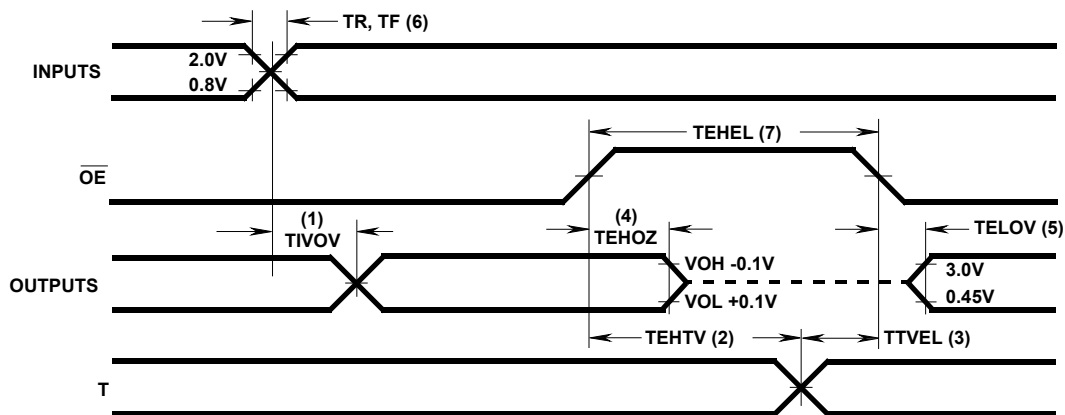 TR, TF (6)
INPUTS
2.0V
0.8V
TEHEL (7)
OE
(1)
TIVOV
(4)
TEHOZ
TELOV (5)
OUTPUTS
VOH -0.1V
VOL +0.1V
3.0V
0.45V
TEHTV (2)
TTVEL (3)
T